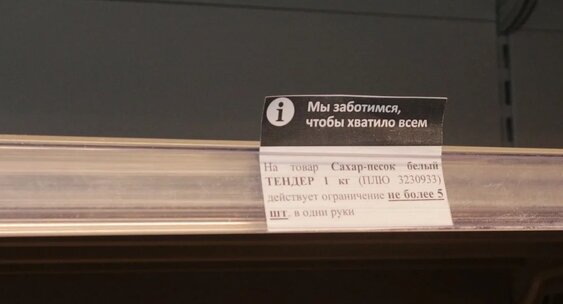 i
Мы заботимся,
чтобы хватило всем
На товар Сахар-песок белый
ТЕНДЕР 1 кг (ПЛЮ 3230933)
действует ограничение не более 5
шт. в одни руки